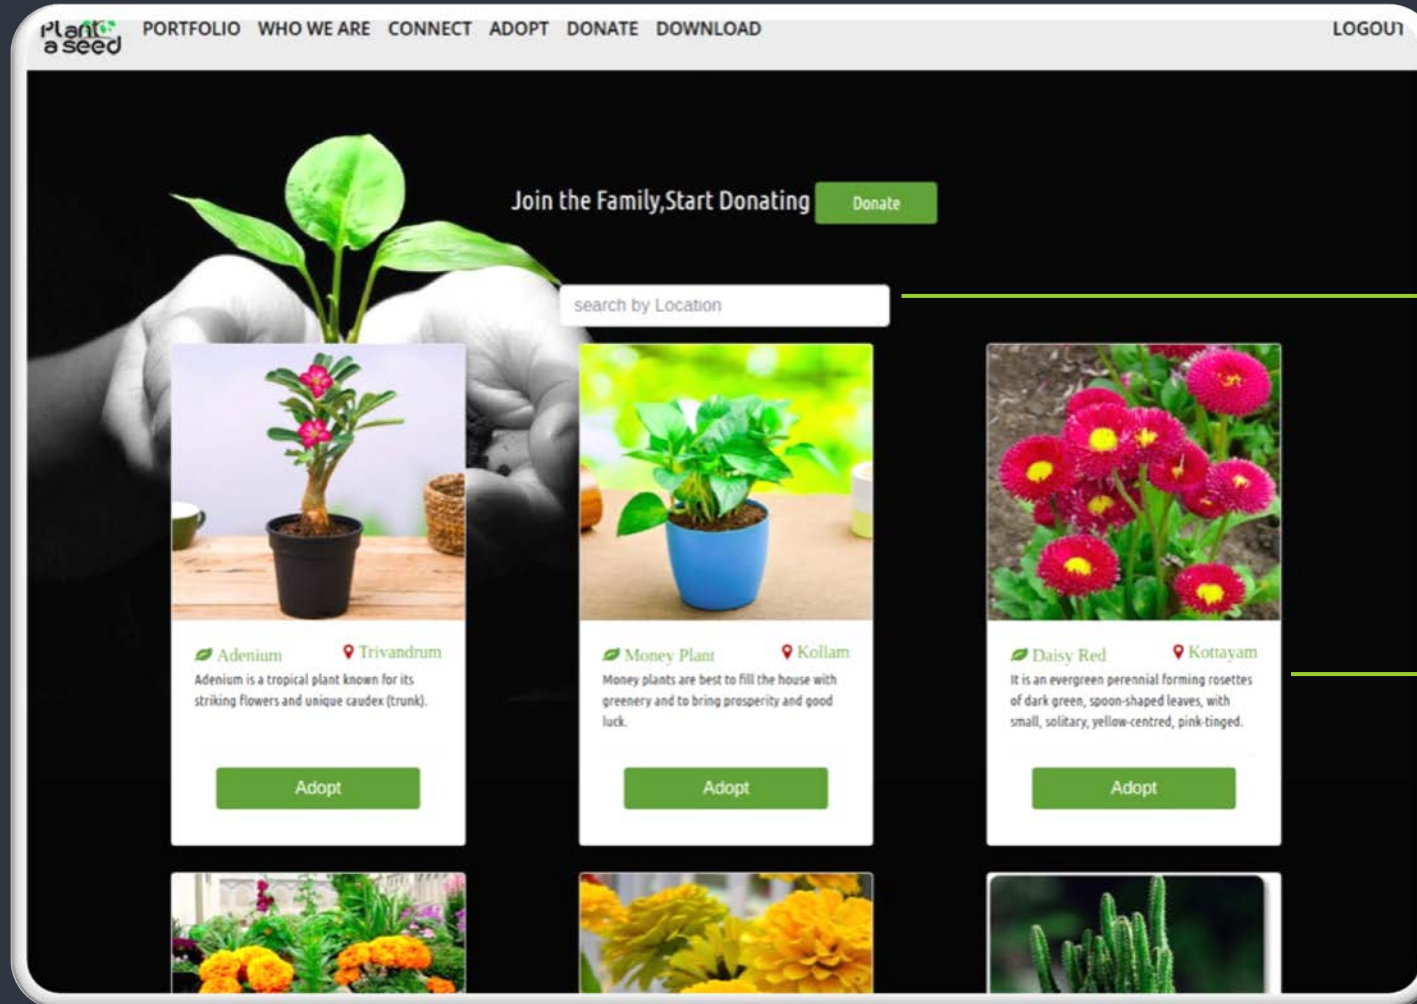 Plant
a seed
PORTFOLIO WHO WE ARE CONNECT ADOPT DONATE DOWNLOAD LOGOUT
Join the Family,Start Donating Donate
search by Location
Adenium Trivandrum
Adenium is a tropical plant known for its
striking flowers and unique caudex (trunk).
Adopt
Money Plant Kollam
Money plants are best to fill the house with
greenery and to bring prosperity and good
luck.
Adopt
Daisy Red Kottayam
It is an evergreen perennial forming rosettes
of dark green, spoon-shaped leaves, with
small, solitary, yellow-centred, pink-tinged.
Adopt